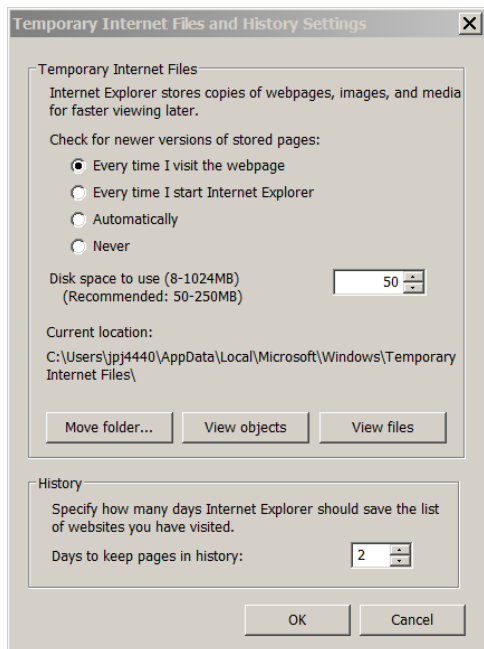 Temporary Internet Files and History Settings
Temporary Internet Files
Internet Explorer stores copies of webpages, images, and media
for faster viewing later.
Check for newer versions of stored pages:
Every time I visit the webpage
Every time I start Internet Explorer
Automatically
Never
Disk space to use (8-1024MB)
(Recommended: 50-250MB)
50
Current location:
C:\Users\jpj4440\AppData\Local\Microsoft\Windows\Temporary
Internet Files\
Move folder... View objects View files
History
Specify how many days Internet Explorer should save the list
of websites you have visited.
Days to keep pages in history: 2
OK Cancel